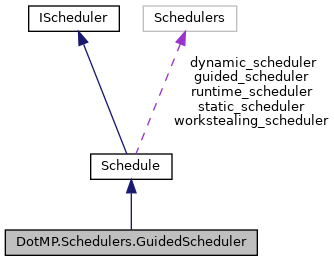 IScheduler
Schedulers
dynamic_scheduler
guided_scheduler
runtime_scheduler
static_scheduler
workstealing_scheduler
Schedule
DotMP.Schedulers.GuidedScheduler